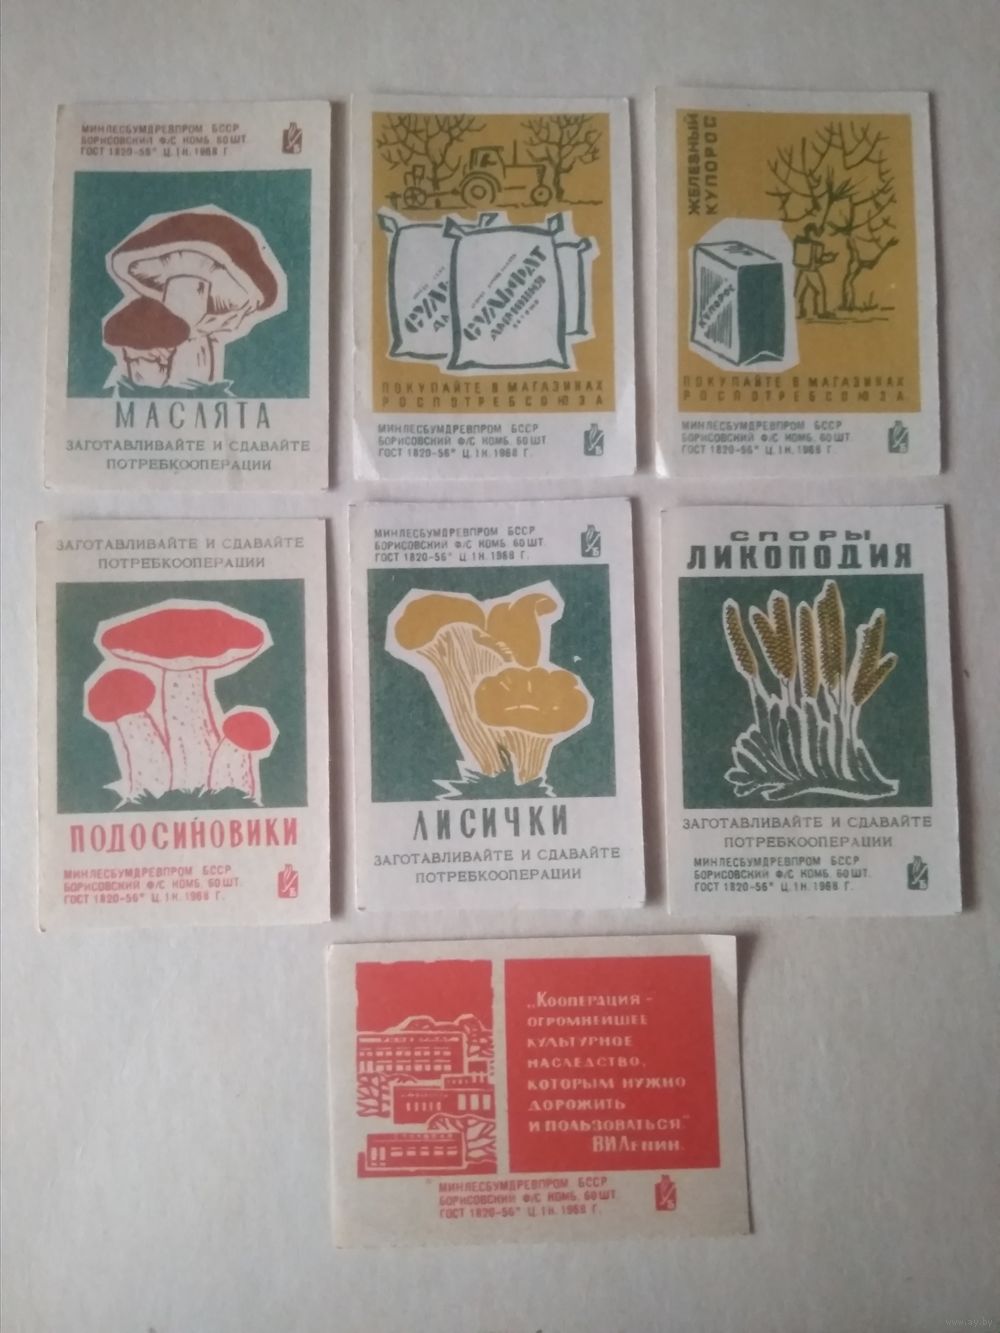 МИНЛЕСБУМДРЕВПРОМ БССР
БОРИСОВСКИЙ Ф/С КОМБ. 60 ШТ.
ГОСТ 1820-56* Ц. 1 К. 1968 Г.
МАСЛЯТА
ЗАГОТАВЛИВАЙТЕ И СДАВАЙТЕ
ПОТРЕБКООПЕРАЦИИ
СУЛЬФАТ
АММОНИЯ
ПОКУПАЙТЕ В МАГАЗИНАХ
РОСПОТРЕБСОЮЗА
МИНЛЕСБУМДРЕВПРОМ БССР
БОРИСОВСКИЙ Ф/С КОМБ. 60 ШТ.
ГОСТ 1820-56* Ц. 1 К. 1968 Г.
ЖЕЛЕЗНЫЙ
КУПОРОС
КУПОРОС
ПОКУПАЙТЕ В МАГАЗИНАХ
РОСПОТРЕБСОЮЗА
МИНЛЕСБУМДРЕВПРОМ БССР
БОРИСОВСКИЙ Ф/С КОМБ. 60 ШТ.
ГОСТ 1820-56* Ц. 1 К. 1968 Г.
ЗАГОТАВЛИВАЙТЕ И СДАВАЙТЕ
ПОТРЕБКООПЕРАЦИИ
ПОДОСИНОВИКИ
МИНЛЕСБУМДРЕВПРОМ БССР
БОРИСОВСКИЙ Ф/С КОМБ. 60 ШТ.
ГОСТ 1820-56* Ц. 1 К. 1968 Г.
МИНЛЕСБУМДРЕВПРОМ БССР
БОРИСОВСКИЙ Ф/С КОМБ. 60 ШТ.
ГОСТ 1820-56* Ц. 1 К. 1968 Г.
ЛИСИЧКИ
ЗАГОТАВЛИВАЙТЕ И СДАВАЙТЕ
ПОТРЕБКООПЕРАЦИИ
СПОРЫ
ЛИКОПОДИЯ
ЗАГОТАВЛИВАЙТЕ И СДАВАЙТЕ
ПОТРЕБКООПЕРАЦИИ
МИНЛЕСБУМДРЕВПРОМ БССР
БОРИСОВСКИЙ Ф/С КОМБ. 60 ШТ.
ГОСТ 1820-56* Ц. 1 К. 1968 Г.
„КООПЕРАЦИЯ -
ОГРОМНЕЙШЕЕ
КУЛЬТУРНОЕ
НАСЛЕДСТВО,
КОТОРЫМ НУЖНО
ДОРОЖИТЬ
И ПОЛЬЗОВАТЬСЯ."
В И ЛЕНИН.
МИНЛЕСБУМДРЕВПРОМ БССР
БОРИСОВСКИЙ Ф/С КОМБ. 60 ШТ.
ГОСТ 1820-56* Ц. 1 К. 1968 Г.
www.ay.by